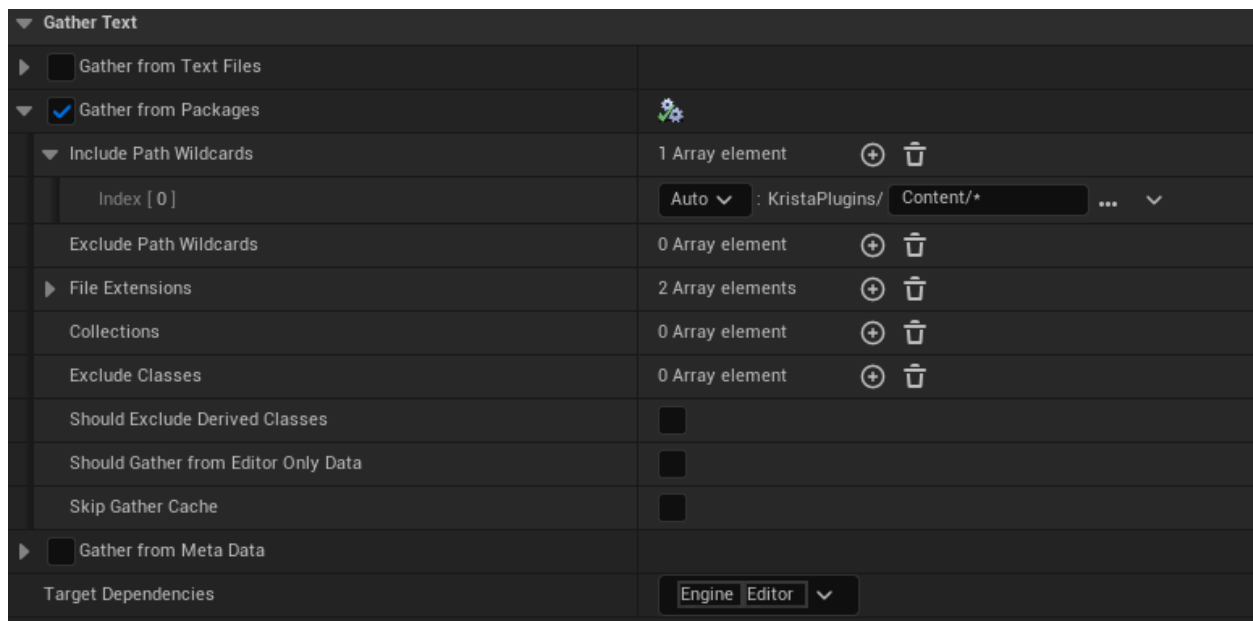 Gather Text
Gather from Text Files
Gather from Packages
Include Path Wildcards 1 Array element
Index [ 0 ] Auto : KristaPlugins/ Content/*
Exclude Path Wildcards 0 Array element
File Extensions 2 Array elements
Collections 0 Array element
Exclude Classes 0 Array element
Should Exclude Derived Classes
Should Gather from Editor Only Data
Skip Gather Cache
Gather from Meta Data
Target Dependencies Engine Editor